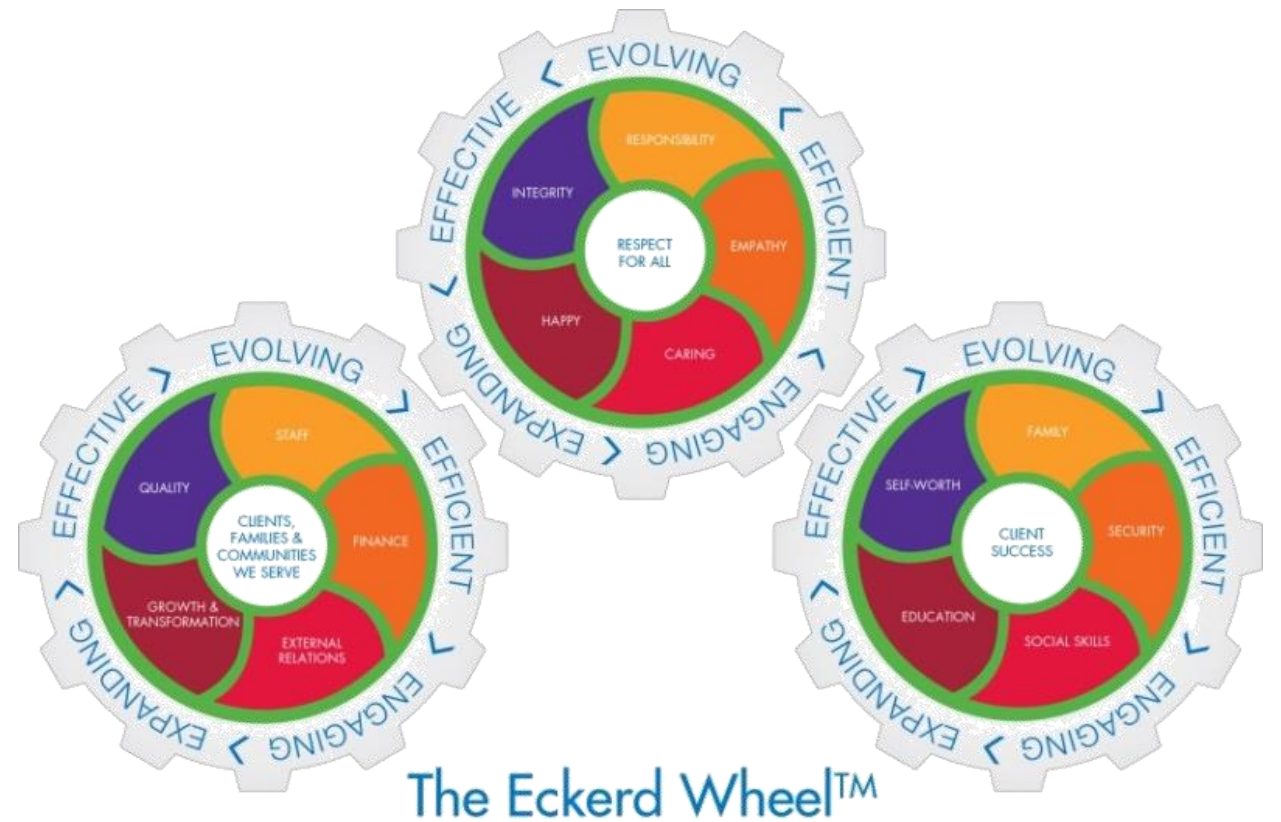 EVOLVING
EFFICIENT
ENGAGING
EXPANDING
EFFECTIVE
RESPONSIBILITY
EMPATHY
CARING
HAPPY
INTEGRITY
RESPECT
FOR ALL
EVOLVING
EFFICIENT
ENGAGING
EXPANDING
EFFECTIVE
STAFF
FINANCE
EXTERNAL
RELATIONS
GROWTH &
TRANSFORMATION
QUALITY
CLIENTS,
FAMILIES &
COMMUNITIES
WE SERVE
EVOLVING
EFFICIENT
ENGAGING
EXPANDING
EFFECTIVE
FAMILY
SECURITY
SOCIAL SKILLS
EDUCATION
SELF-WORTH
CLIENT
SUCCESS
The Eckerd Wheel™